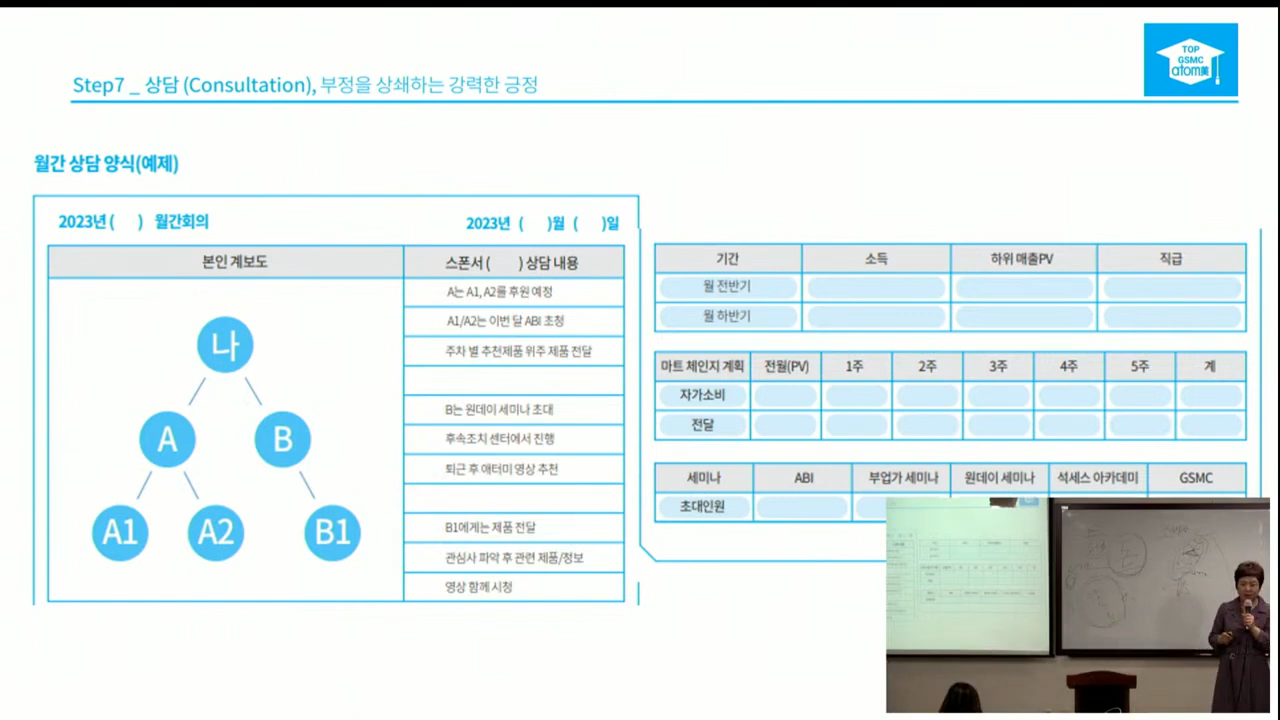 TOP
GSMC
atom美
Step7 _ 상담 (Consultation), 부정을 상쇄하는 강력한 긍정
월간 상담 양식(예제)
2023년 ( ) 월간회의 2023년 ( )월 ( )일
본인 계보도 스폰서 ( ) 상담 내용
A는 A1, A2를 후원 예정
A1/A2는 이번 달 ABI 초청
주차 별 추천제품 위주 제품 전달
B는 원데이 세미나 초대
후속조치 센터에서 진행
퇴근 후 애터미 영상 추천
B1에게는 제품 전달
관심사 파악 후 관련 제품/정보
영상 함께 시청
나
A B
A1 A2 B1
기간 소득 하위 매출PV 직급
월 전반기
월 하반기
마트 체인지 계획 전월(PV) 1주 2주 3주 4주 5주 계
자가소비
전달
세미나 ABI 부업가 세미나 원데이 세미나 석세스 아카데미 GSMC
초대인원